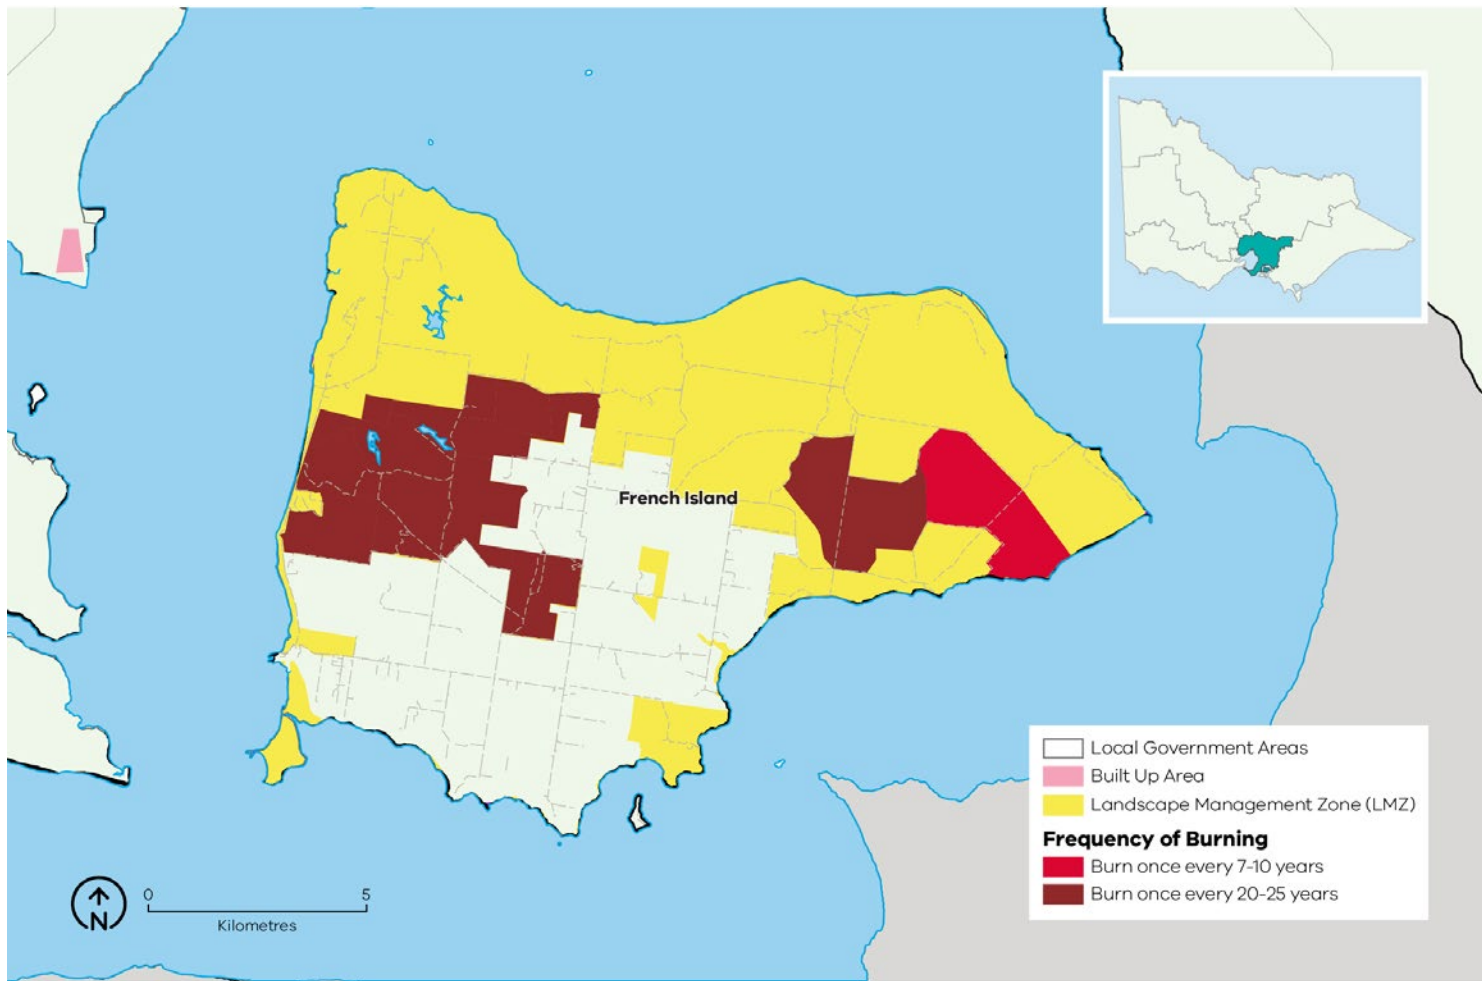 French Island
Local Government Areas
Built Up Area
Landscape Management Zone (LMZ)
Frequency of Burning
Burn once every 7-10 years
Burn once every 20-25 years
N
0 5
Kilometres